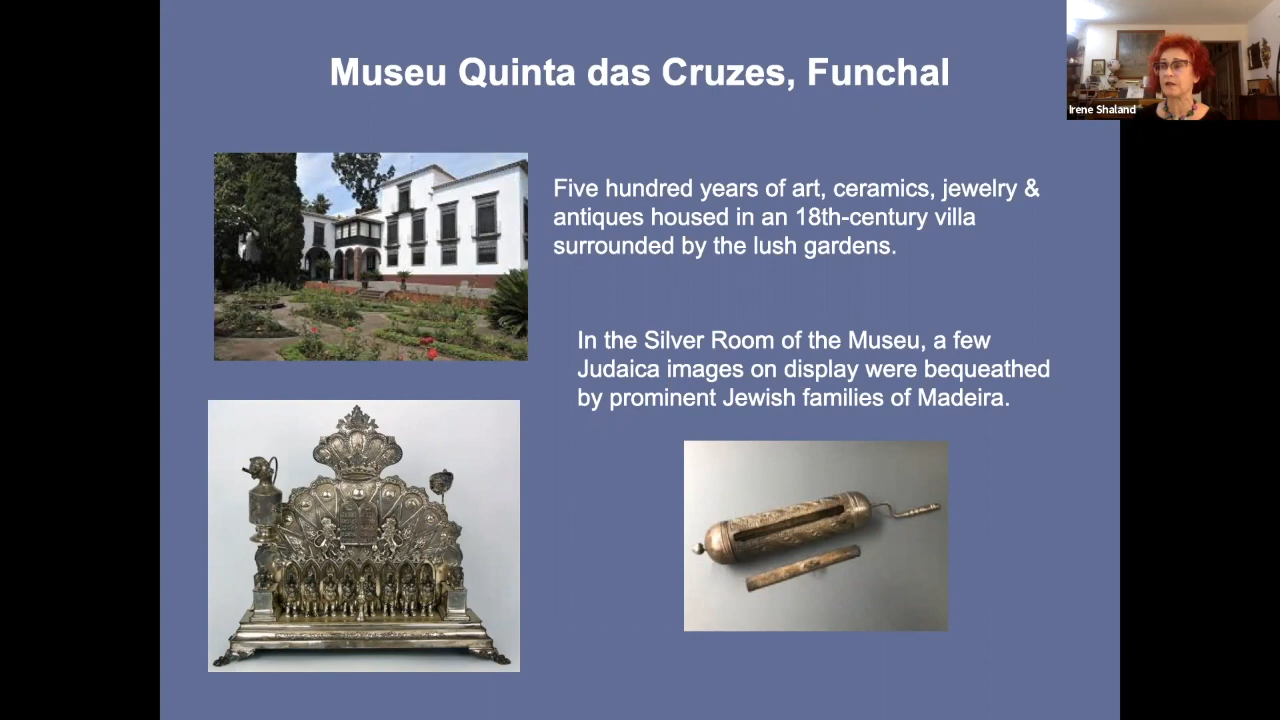 Museu Quinta das Cruzes, Funchal
Irene Shaland
Five hundred years of art, ceramics, jewelry &
antiques housed in an 18th-century villa
surrounded by the lush gardens.
In the Silver Room of the Museu, a few
Judaica images on display were bequeathed
by prominent Jewish families of Madeira.